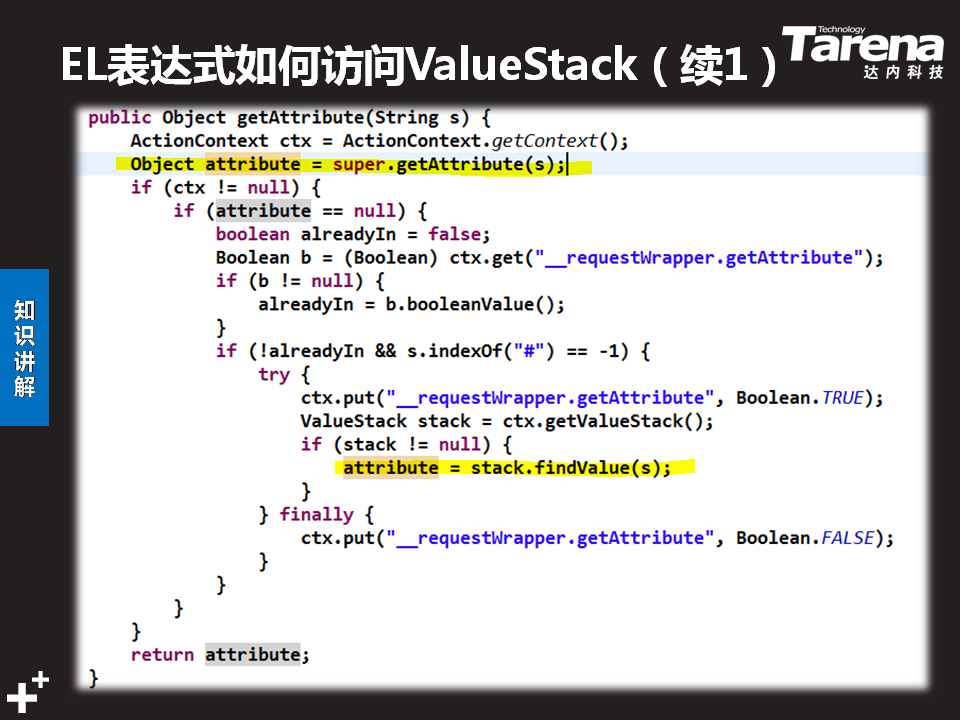 EL表达式如何访问ValueStack（续1）
Technology
Tarena
达内科技
知识讲解
public Object getAttribute(String s) {
ActionContext ctx = ActionContext.getContext();
Object attribute = super.getAttribute(s);
if (ctx != null) {
if (attribute == null) {
boolean alreadyIn = false;
Boolean b = (Boolean) ctx.get("__requestWrapper.getAttribute");
if (b != null) {
alreadyIn = b.booleanValue();
}
if (!alreadyIn && s.indexOf("#") == -1) {
try {
ctx.put("__requestWrapper.getAttribute", Boolean.TRUE);
ValueStack stack = ctx.getValueStack();
if (stack != null) {
attribute = stack.findValue(s);
}
} finally {
ctx.put("__requestWrapper.getAttribute", Boolean.FALSE);
}
}
}
}
return attribute;
}